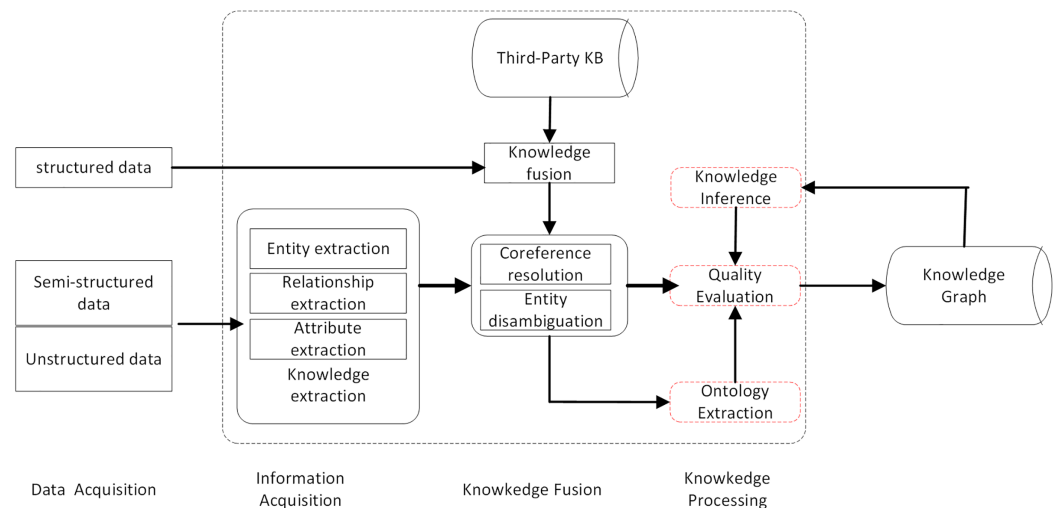 Third-Party KB
structured data
Knowledge
fusion
Knowledge
Inference
Entity extraction
Relationship
extraction
Attribute
extraction
Knowledge
extraction
Semi-structured
data
Unstructured data
Coreference
resolution
Entity
disambiguation
Quality
Evaluation
Knowledge
Graph
Ontology
Extraction
Data Acquisition
Information
Acquisition
Knowkedge Fusion
Knowkedge
Processing